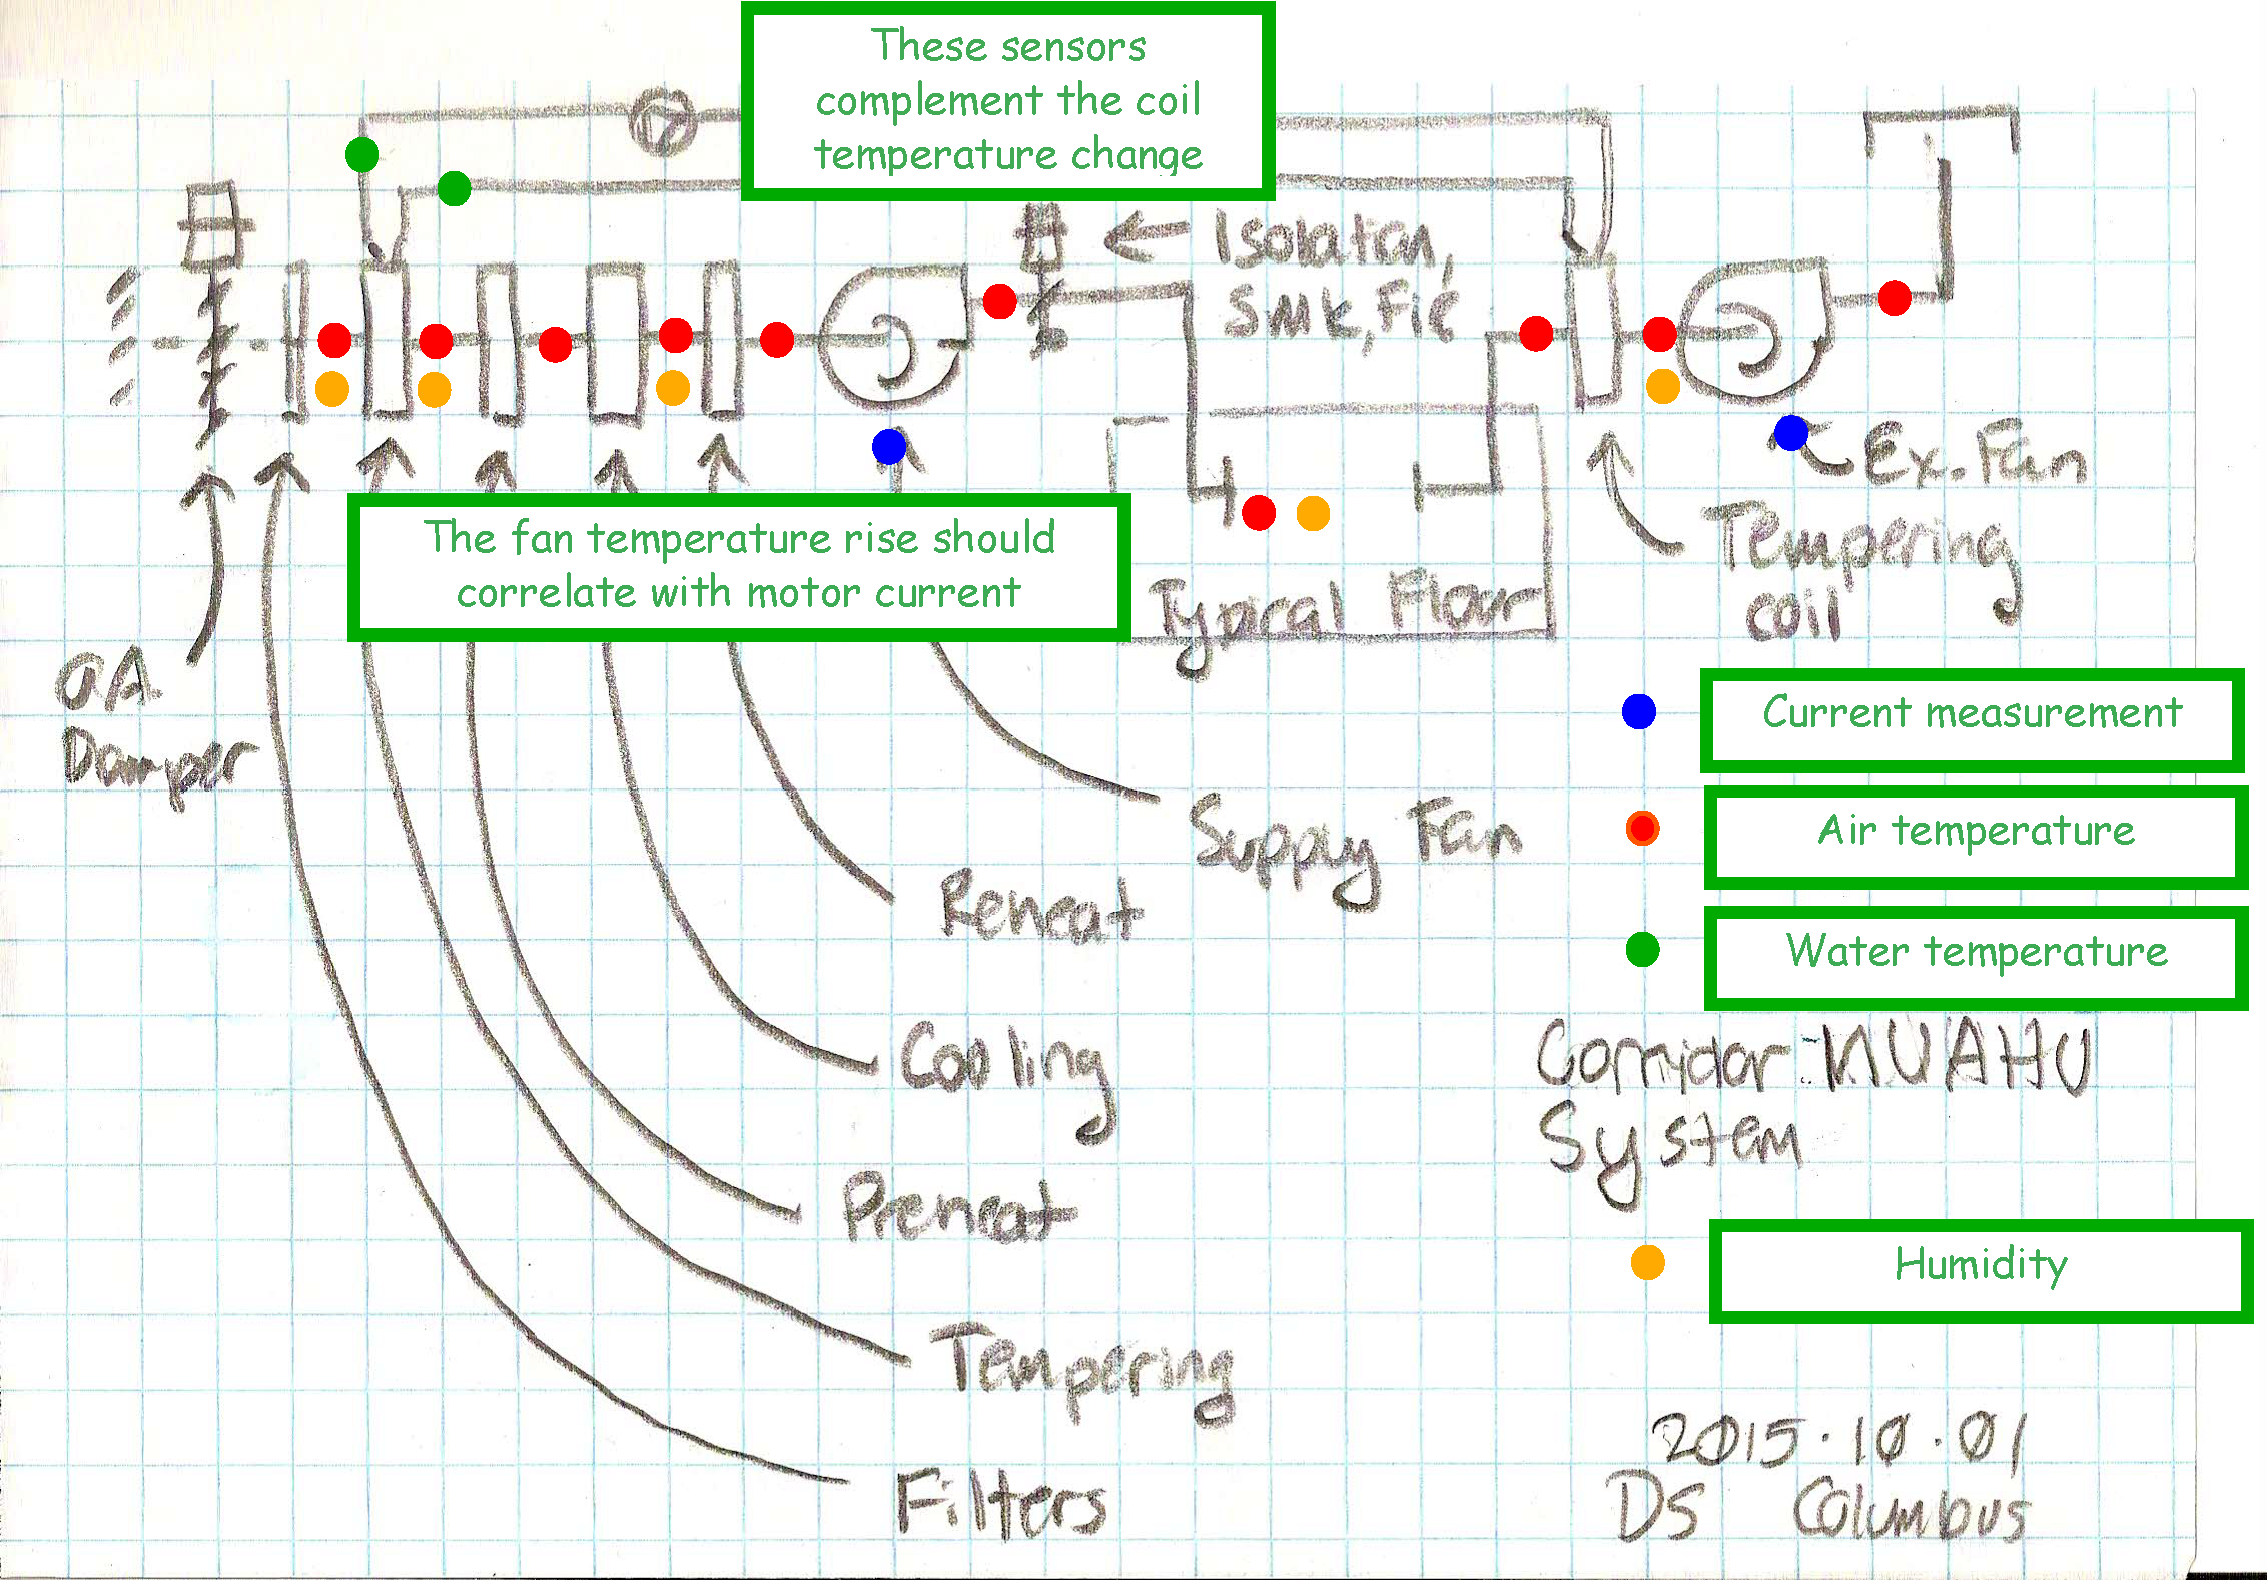 These sensors
complement the coil
temperature change
Isolation,
Smk, Fire
Ex. Fan
Tempering
coil
The fan temperature rise should
correlate with motor current
Typical Floor
O.A.
Damper
Current measurement
Supply Fan
Air temperature
Reheat
Water temperature
Cooling
Corridor MUAHU
System
Preheat
Humidity
Tempering
2015.10.01
Filters
DS Columbus